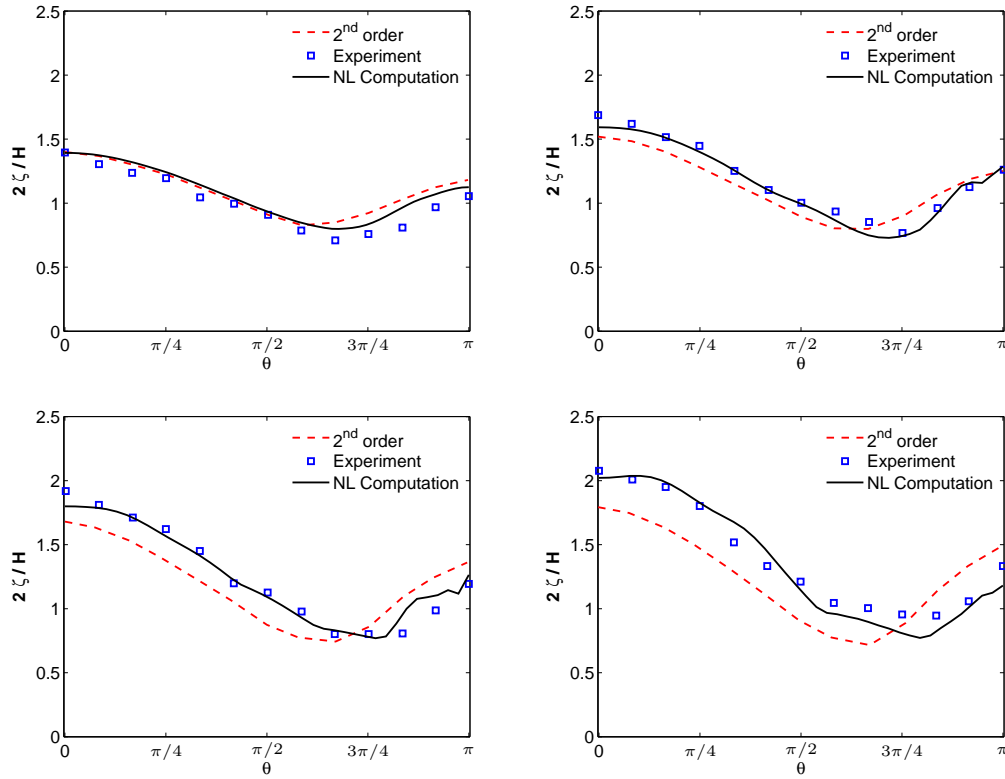 2.5
2
1.5
1
0.5
0
2 ζ / H
2nd order
Experiment
NL Computation
0
π/4
π/2
3π/4
π
θ
2.5
2
1.5
1
0.5
0
2 ζ / H
2nd order
Experiment
NL Computation
0
π/4
π/2
3π/4
π
θ
2.5
2
1.5
1
0.5
0
2 ζ / H
2nd order
Experiment
NL Computation
0
π/4
π/2
3π/4
π
θ
2.5
2
1.5
1
0.5
0
2 ζ / H
2nd order
Experiment
NL Computation
0
π/4
π/2
3π/4
π
θ